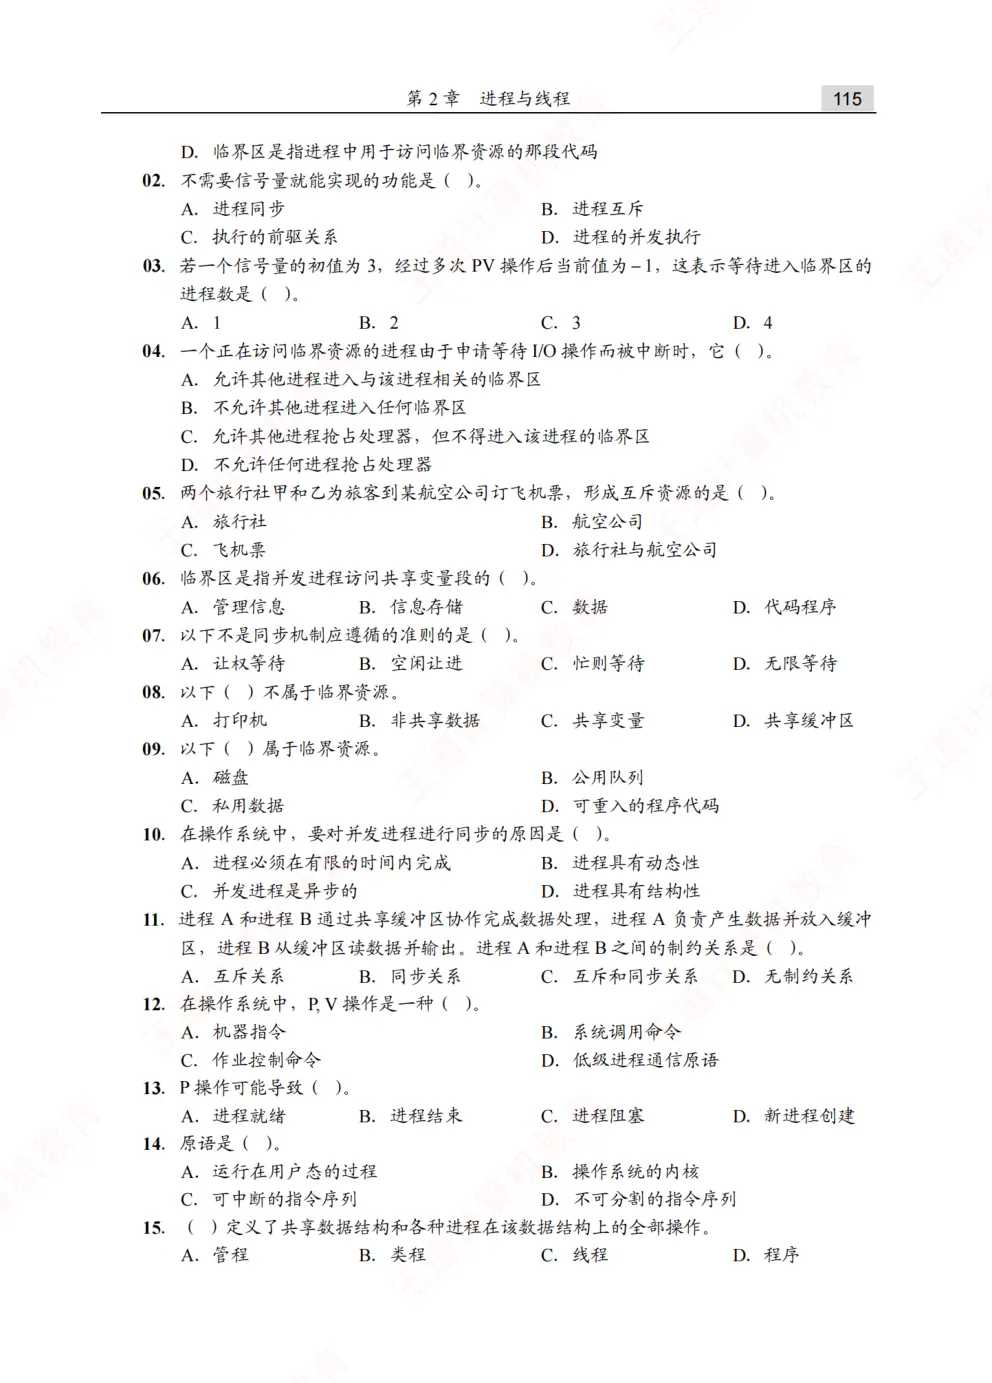 第 2 章 进程与线程 115
D. 临界区是指进程中用于访问临界资源的那段代码
02. 不需要信号量就能实现的功能是（ ）。
A. 进程同步 B. 进程互斥
C. 执行的前驱关系 D. 进程的并发执行
03. 若一个信号量的初值为 3，经过多次 PV 操作后当前值为 −1，这表示等待进入临界区的
进程数是（ ）。
A. 1 B. 2 C. 3 D. 4
04. 一个正在访问临界资源的进程由于申请等待 I/O 操作而被中断时，它（ ）。
A. 允许其他进程进入与该进程相关的临界区
B. 不允许其他进程进入任何临界区
C. 允许其他进程抢占处理器，但不得进入该进程的临界区
D. 不允许任何进程抢占处理器
05. 两个旅行社甲和乙为旅客到某航空公司订飞机票，形成互斥资源的是（ ）。
A. 旅行社 B. 航空公司
C. 飞机票 D. 旅行社与航空公司
06. 临界区是指并发进程访问共享变量段的（ ）。
A. 管理信息 B. 信息存储 C. 数据 D. 代码程序
07. 以下不是同步机制应遵循的准则的是（ ）。
A. 让权等待 B. 空闲让进 C. 忙则等待 D. 无限等待
08. 以下（ ）不属于临界资源。
A. 打印机 B. 非共享数据 C. 共享变量 D. 共享缓冲区
09. 以下（ ）属于临界资源。
A. 磁盘 B. 公用队列
C. 私用数据 D. 可重入的程序代码
10. 在操作系统中，要对并发进程进行同步的原因是（ ）。
A. 进程必须在有限的时间内完成 B. 进程具有动态性
C. 并发进程是异步的 D. 进程具有结构性
11. 进程 A 和进程 B 通过共享缓冲区协作完成数据处理，进程 A 负责产生数据并放入缓冲
区，进程 B 从缓冲区读数据并输出。进程 A 和进程 B 之间的制约关系是（ ）。
A. 互斥关系 B. 同步关系 C. 互斥和同步关系 D. 无制约关系
12. 在操作系统中，P, V 操作是一种（ ）。
A. 机器指令 B. 系统调用命令
C. 作业控制命令 D. 低级进程通信原语
13. P 操作可能导致（ ）。
A. 进程就绪 B. 进程结束 C. 进程阻塞 D. 新进程创建
14. 原语是（ ）。
A. 运行在用户态的过程 B. 操作系统的内核
C. 可中断的指令序列 D. 不可分割的指令序列
15. （ ）定义了共享数据结构和各种进程在该数据结构上的全部操作。
A. 管程 B. 类程 C. 线程 D. 程序